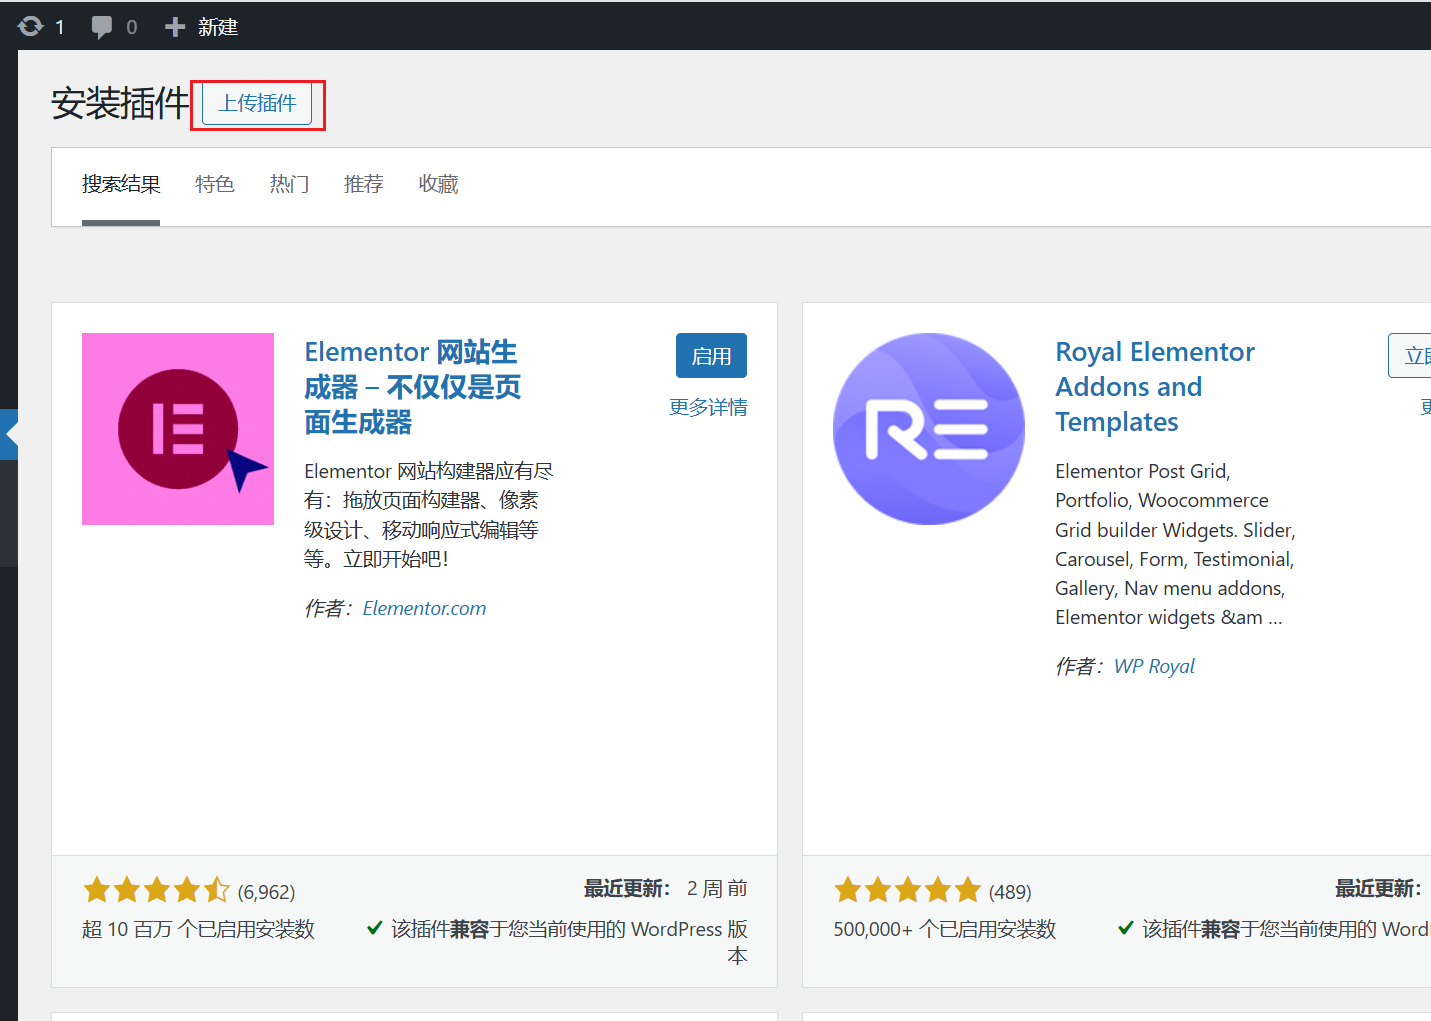 1 0 新建
安装插件 上传插件
搜索结果 特色 热门 推荐 收藏
Elementor 网站生
成器 – 不仅仅是页
面生成器
启用
更多详情
Elementor 网站构建器应有尽
有：拖放页面构建器、像素
级设计、移动响应式编辑等
等。立即开始吧！
作者：Elementor.com
(6,962)
最近更新： 2 周 前
超 10 百万 个已启用安装数
该插件兼容于您当前使用的 WordPress 版
本
RE
Royal Elementor
Addons and
Templates
立
Elementor Post Grid,
Portfolio, Woocommerce
Grid builder Widgets. Slider,
Carousel, Form, Testimonial,
Gallery, Nav menu addons,
Elementor widgets &am ...
作者：WP Royal
(489)
最近更新：
500,000+ 个已启用安装数
该插件兼容于您当前使用的 Word